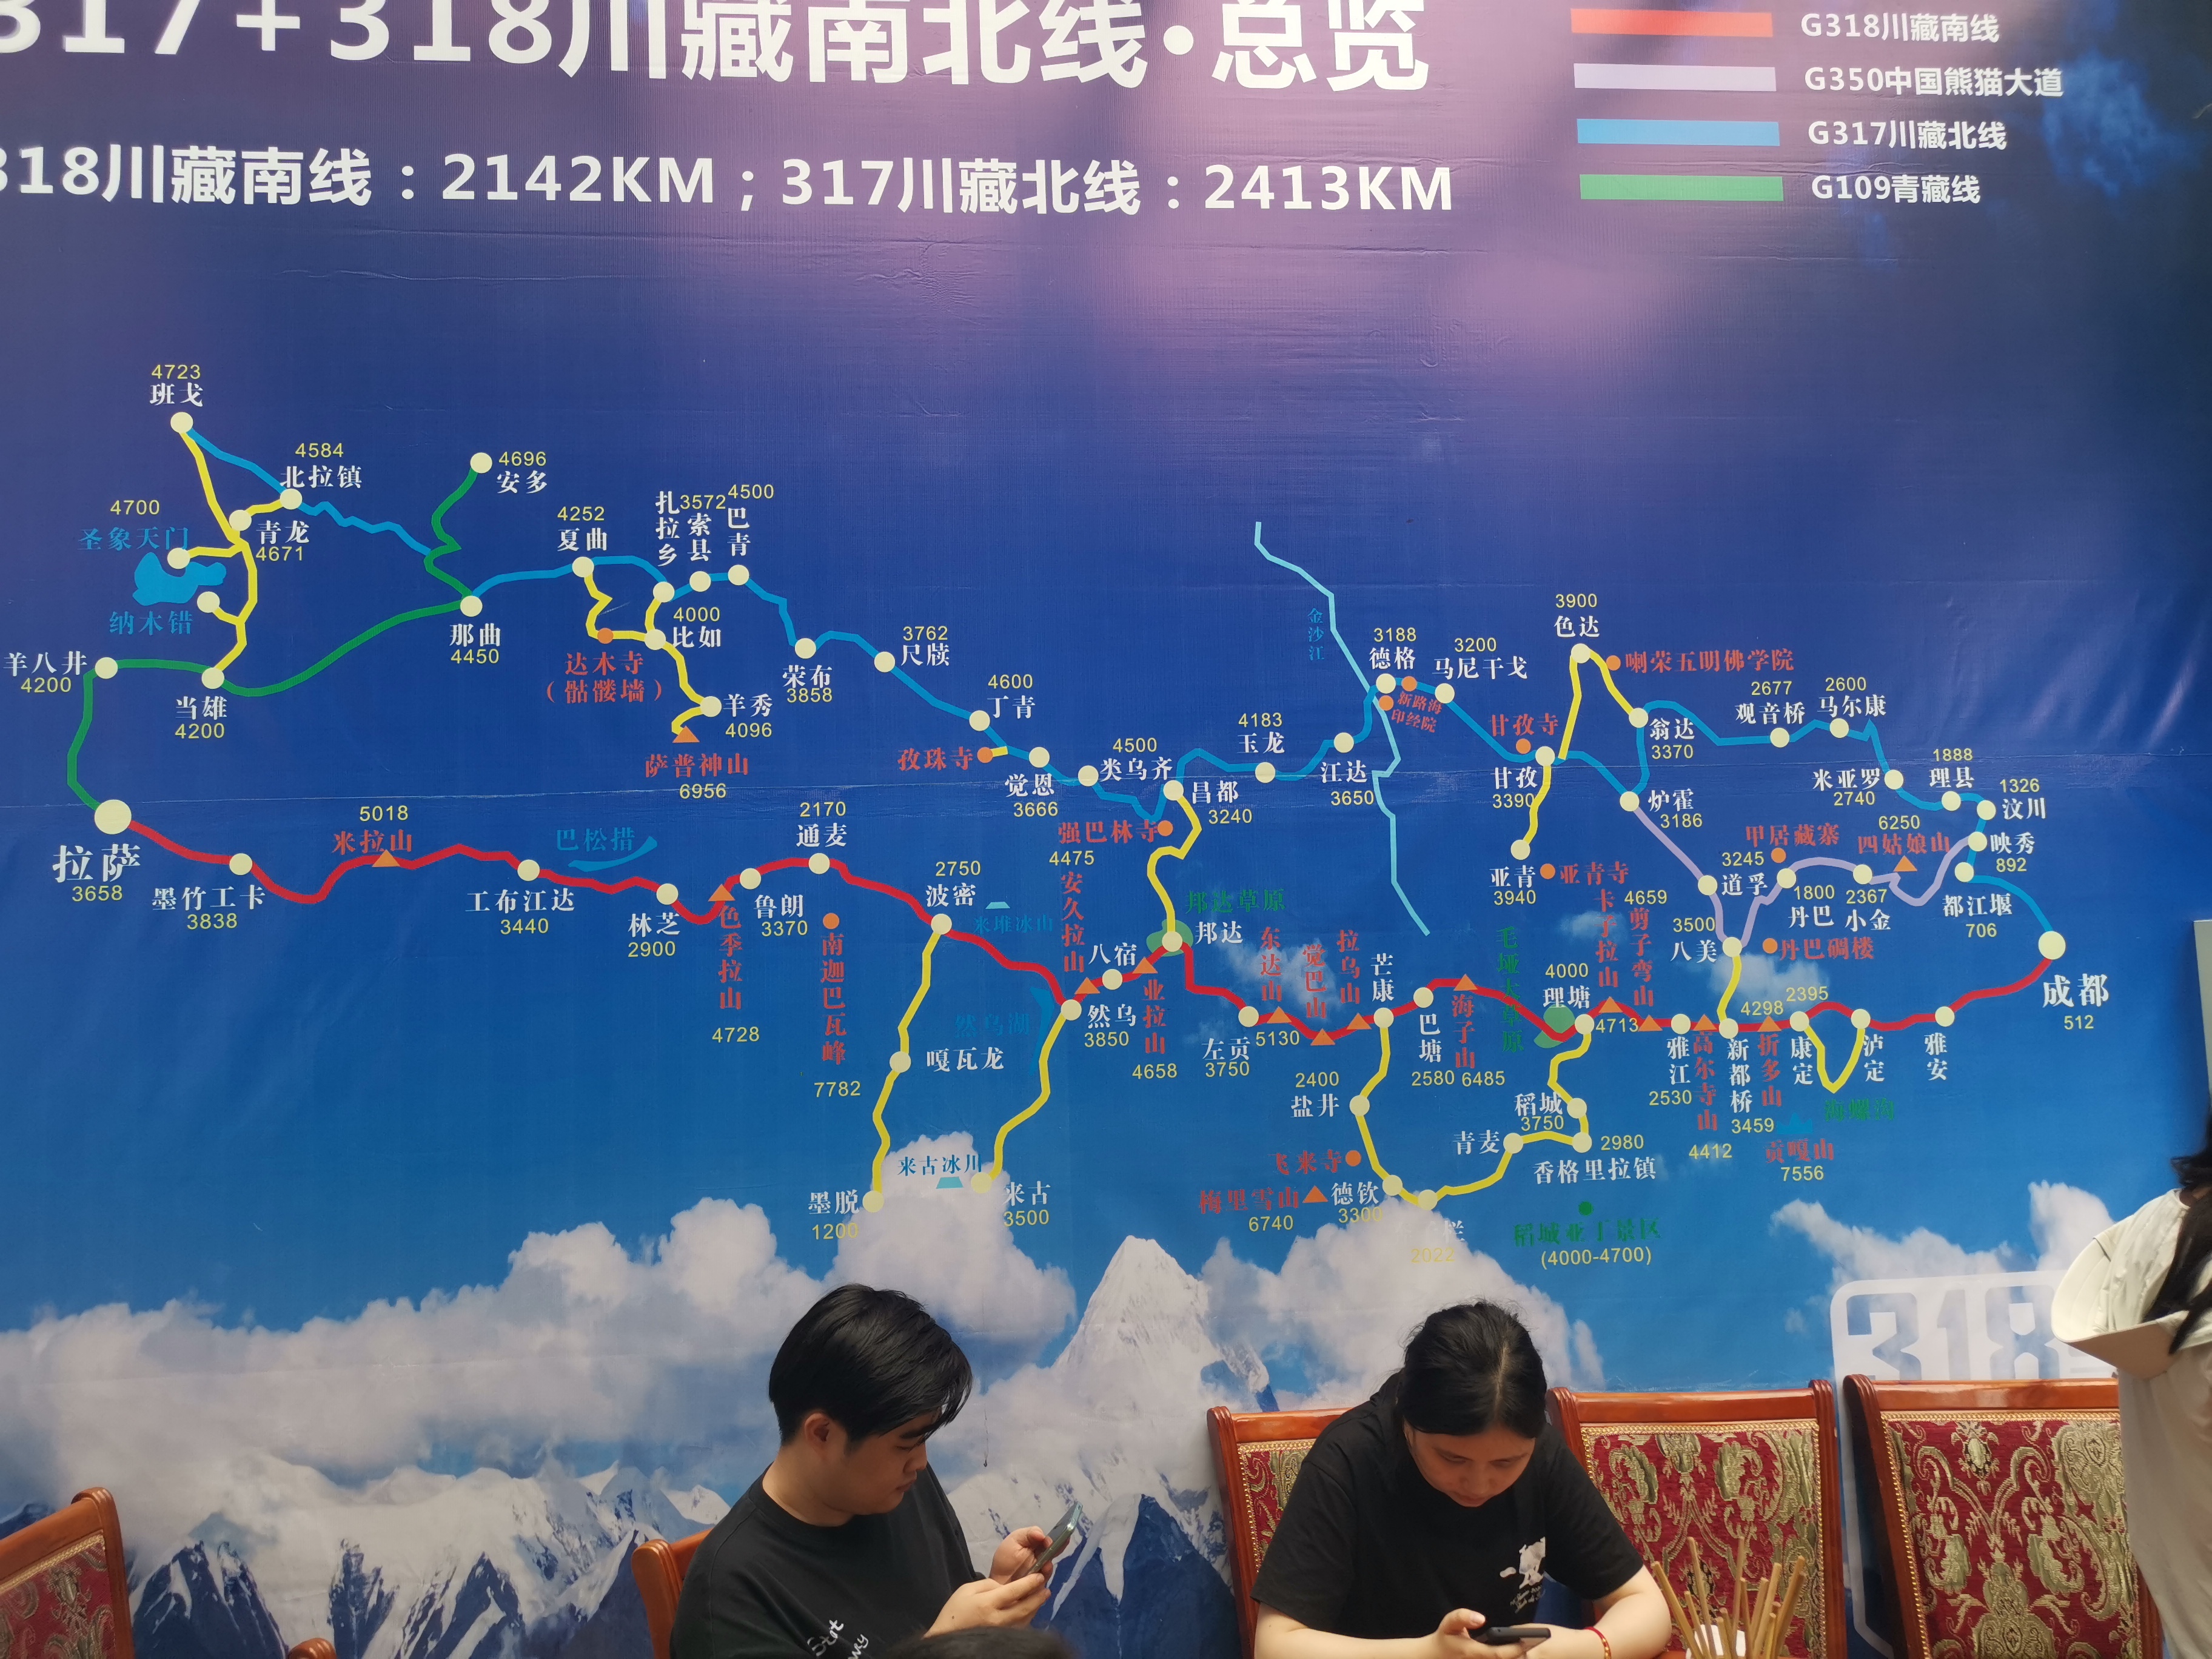 317+318川藏南北线·总览
318川藏南线：2142KM；317川藏北线：2413KM
G318川藏南线
G350中国熊猫大道
G317川藏北线
G109青藏线
4723
班戈
4584
北拉镇
4696
安多
4700
圣象天门
青龙
4671
纳木错
4252
夏曲
扎拉乡
3572
索县
4500
巴青
那曲
4450
4000
比如
达木寺
（骷髅墙）
羊八井
4200
当雄
4200
羊秀
4096
萨普神山
6956
荣布
3858
3762
尺牍
4600
丁青
孜珠寺
觉恩
3666
4500
类乌齐
昌都
3240
强巴林寺
4183
玉龙
江达
3650
金沙江
3188
德格
新路海
印经院
3200
马尼干戈
甘孜寺
甘孜
3390
3900
色达
喇荣五明佛学院
翁达
3370
2677
观音桥
2600
马尔康
米亚罗
2740
1888
理县
1326
汶川
炉霍
3186
6250
四姑娘山
映秀
892
甲居藏寨
3245
道孚
1800
丹巴
2367
小金
都江堰
706
亚青
3940
亚青寺
3500
八美
丹巴碉楼
成都
512
拉萨
3658
墨竹工卡
3838
5018
米拉山
工布江达
3440
巴松措
林芝
2900
色季拉山
4728
鲁朗
3370
2170
通麦
南迦巴瓦峰
7782
2750
波密
来堆冰山
嘎瓦龙
墨脱
1200
然乌湖
来古冰川
来古
3500
4475
安久拉山
然乌
3850
八宿
亚拉山
4658
邦达草原
邦达
左贡
3750
东达山
5130
觉巴山
拉乌山
芒康
2400
盐井
飞来寺
梅里雪山
6740
德钦
3300
2022
巴塘
2580
海子山
6485
毛垭大草原
4000
理塘
卡子拉山
4713
4659
剪子弯山
雅江
2530
高尔寺山
4412
新都桥
3459
4298
折多山
2395
康定
泸定
雅安
海螺沟
贡嘎山
7556
稻城
3750
青麦
2980
香格里拉镇
稻城亚丁景区
(4000-4700)
318